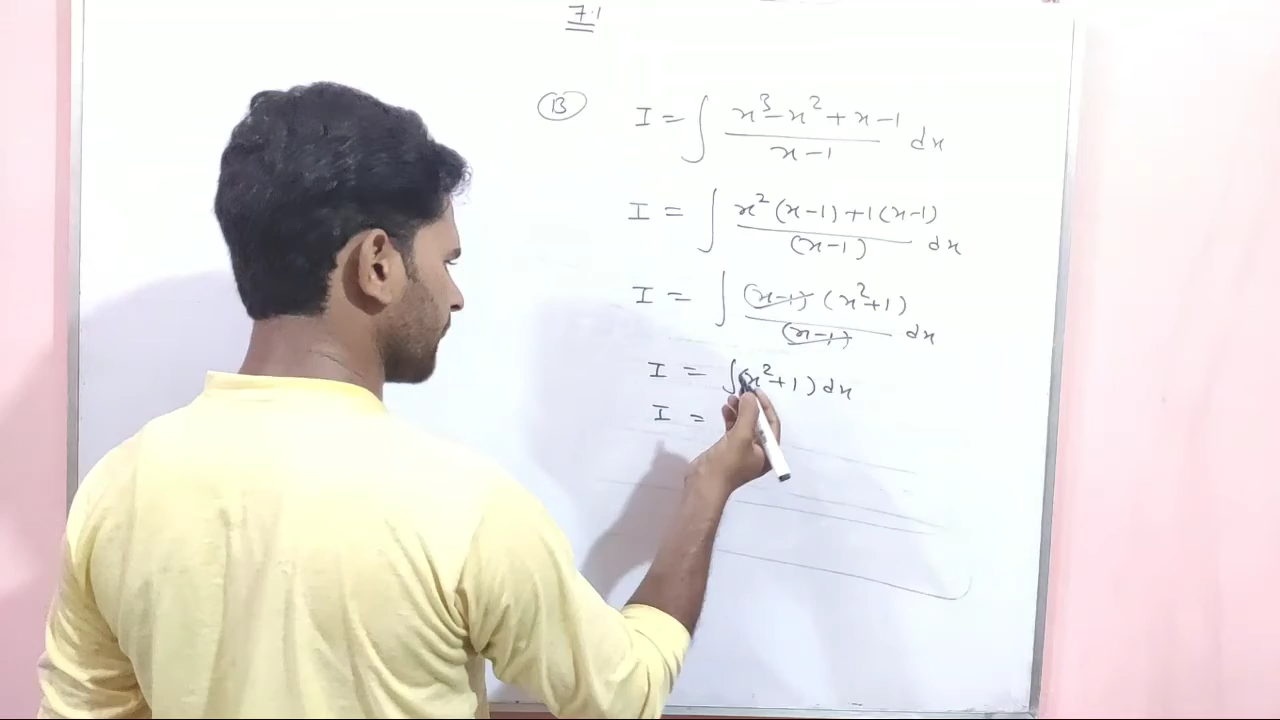 7.1
13 I = ∫ x³ - x² + x - 1 / x - 1 dx
I = ∫ x² (x-1) + 1 (x-1) / (x-1) dx
I = ∫ (x-1) (x²+1) / (x-1) dx
I = ∫ (x² + 1) dx
I =